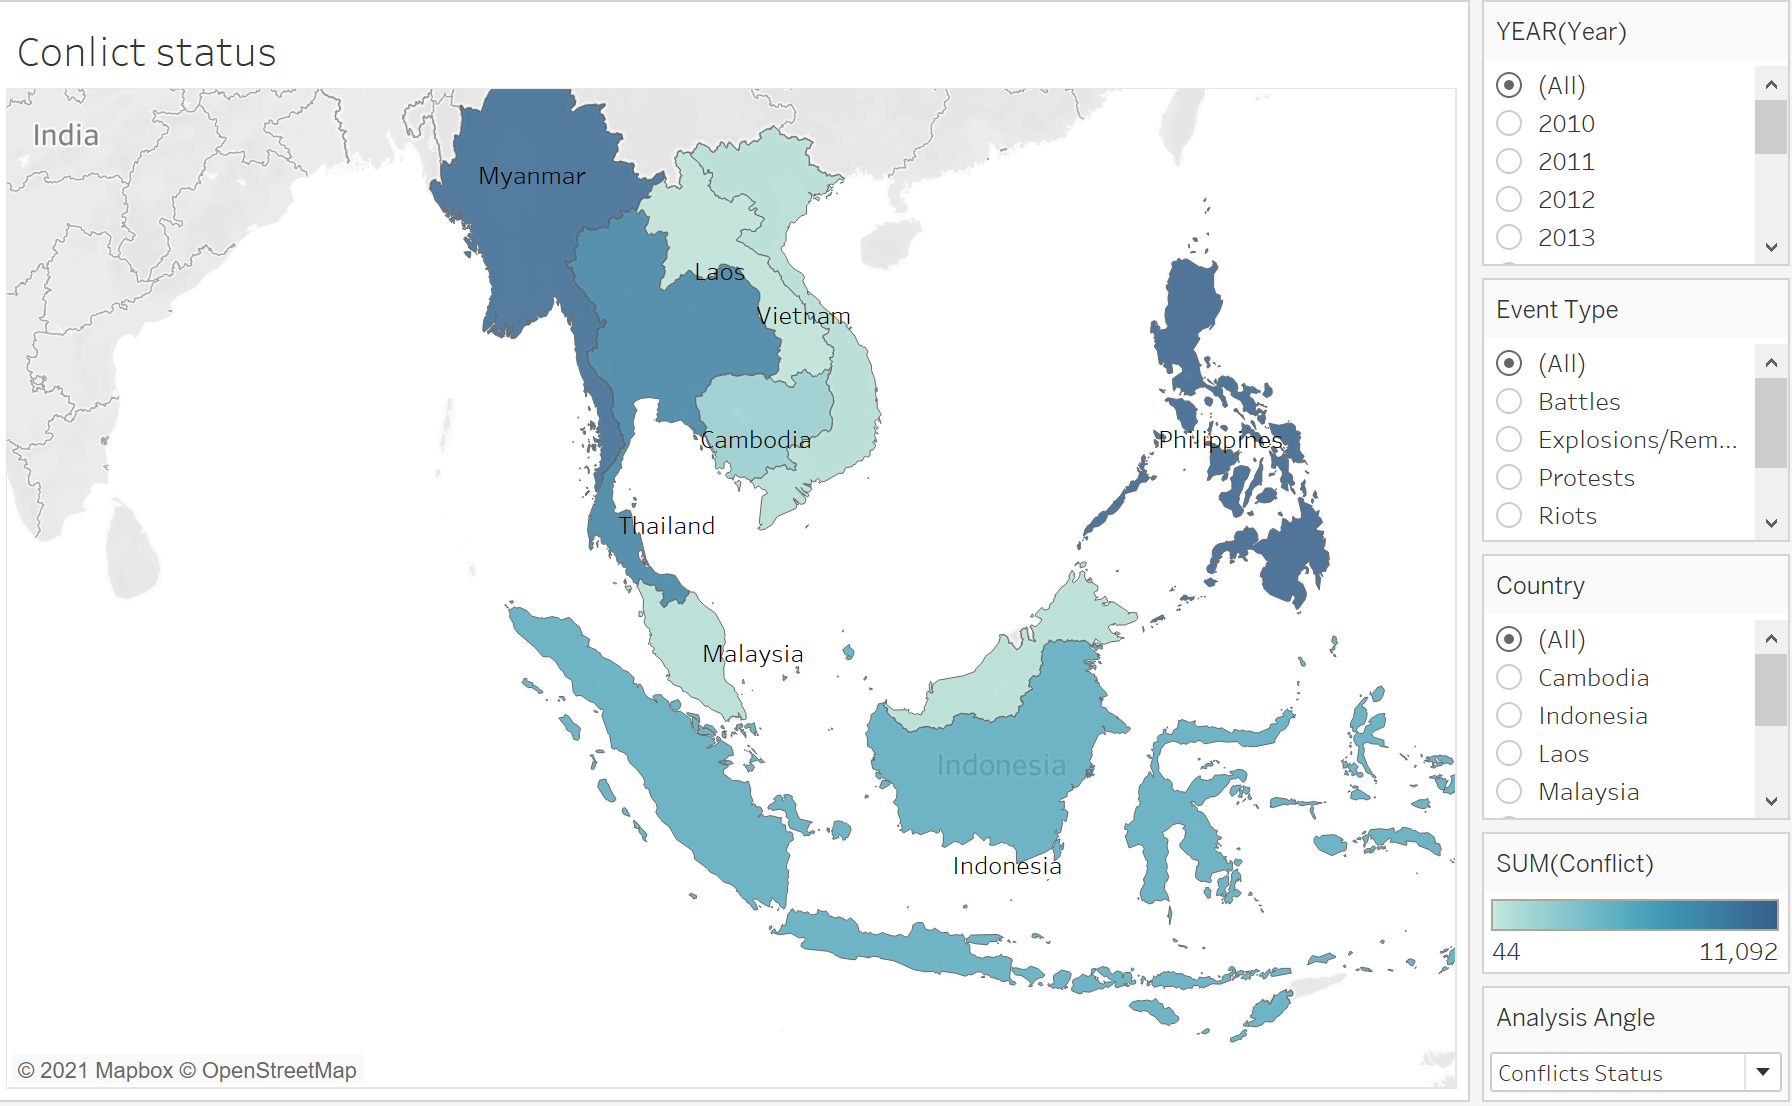 Conlict status
India
Myanmar
Laos
Vietnam
Cambodia
Philippines
Thailand
Malaysia
Indonesia
Indonesia
© 2021 Mapbox © OpenStreetMap
YEAR(Year)
(All)
2010
2011
2012
2013
Event Type
(All)
Battles
Explosions/Rem...
Protests
Riots
Country
(All)
Cambodia
Indonesia
Laos
Malaysia
SUM(Conflict)
44 11,092
Analysis Angle
Conflicts Status